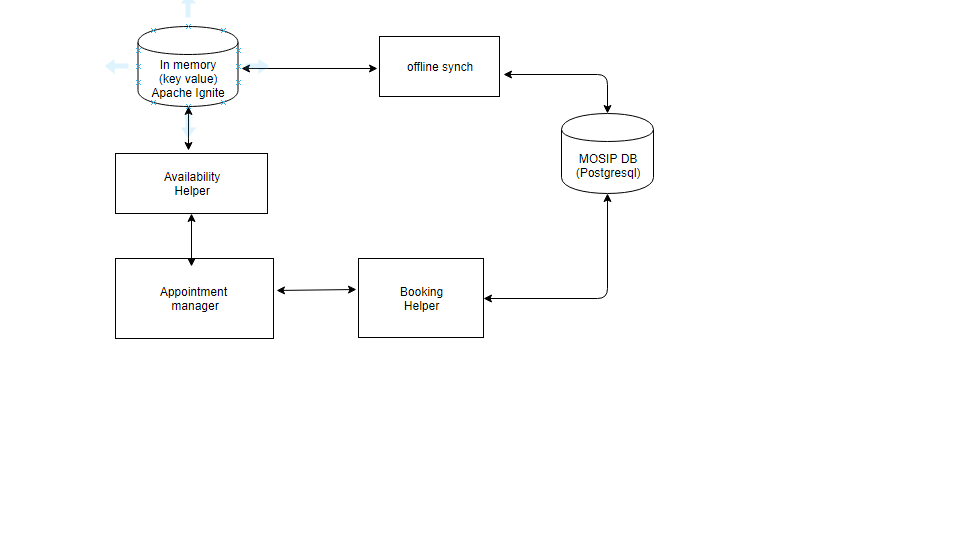 In memory
(key value)
Apache Ignite
offline synch
MOSIP DB
(Postgresql)
Availability
Helper
Appointment
manager
Booking
Helper